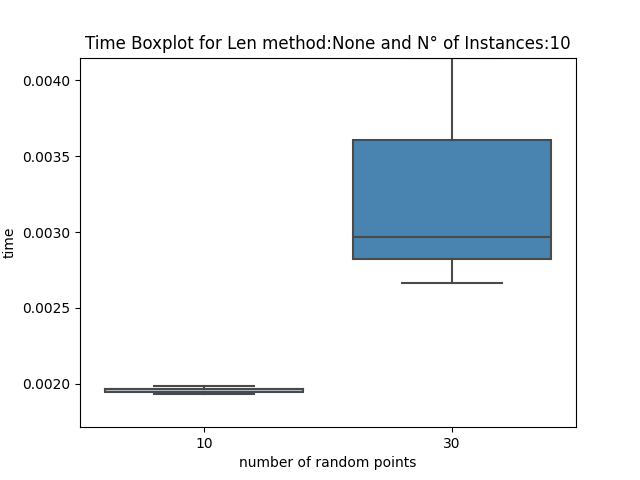 Time Boxplot for Len method:None and N° of Instances:10
0.0040
0.0035
0.0030
0.0025
0.0020
time
10 30
number of random points